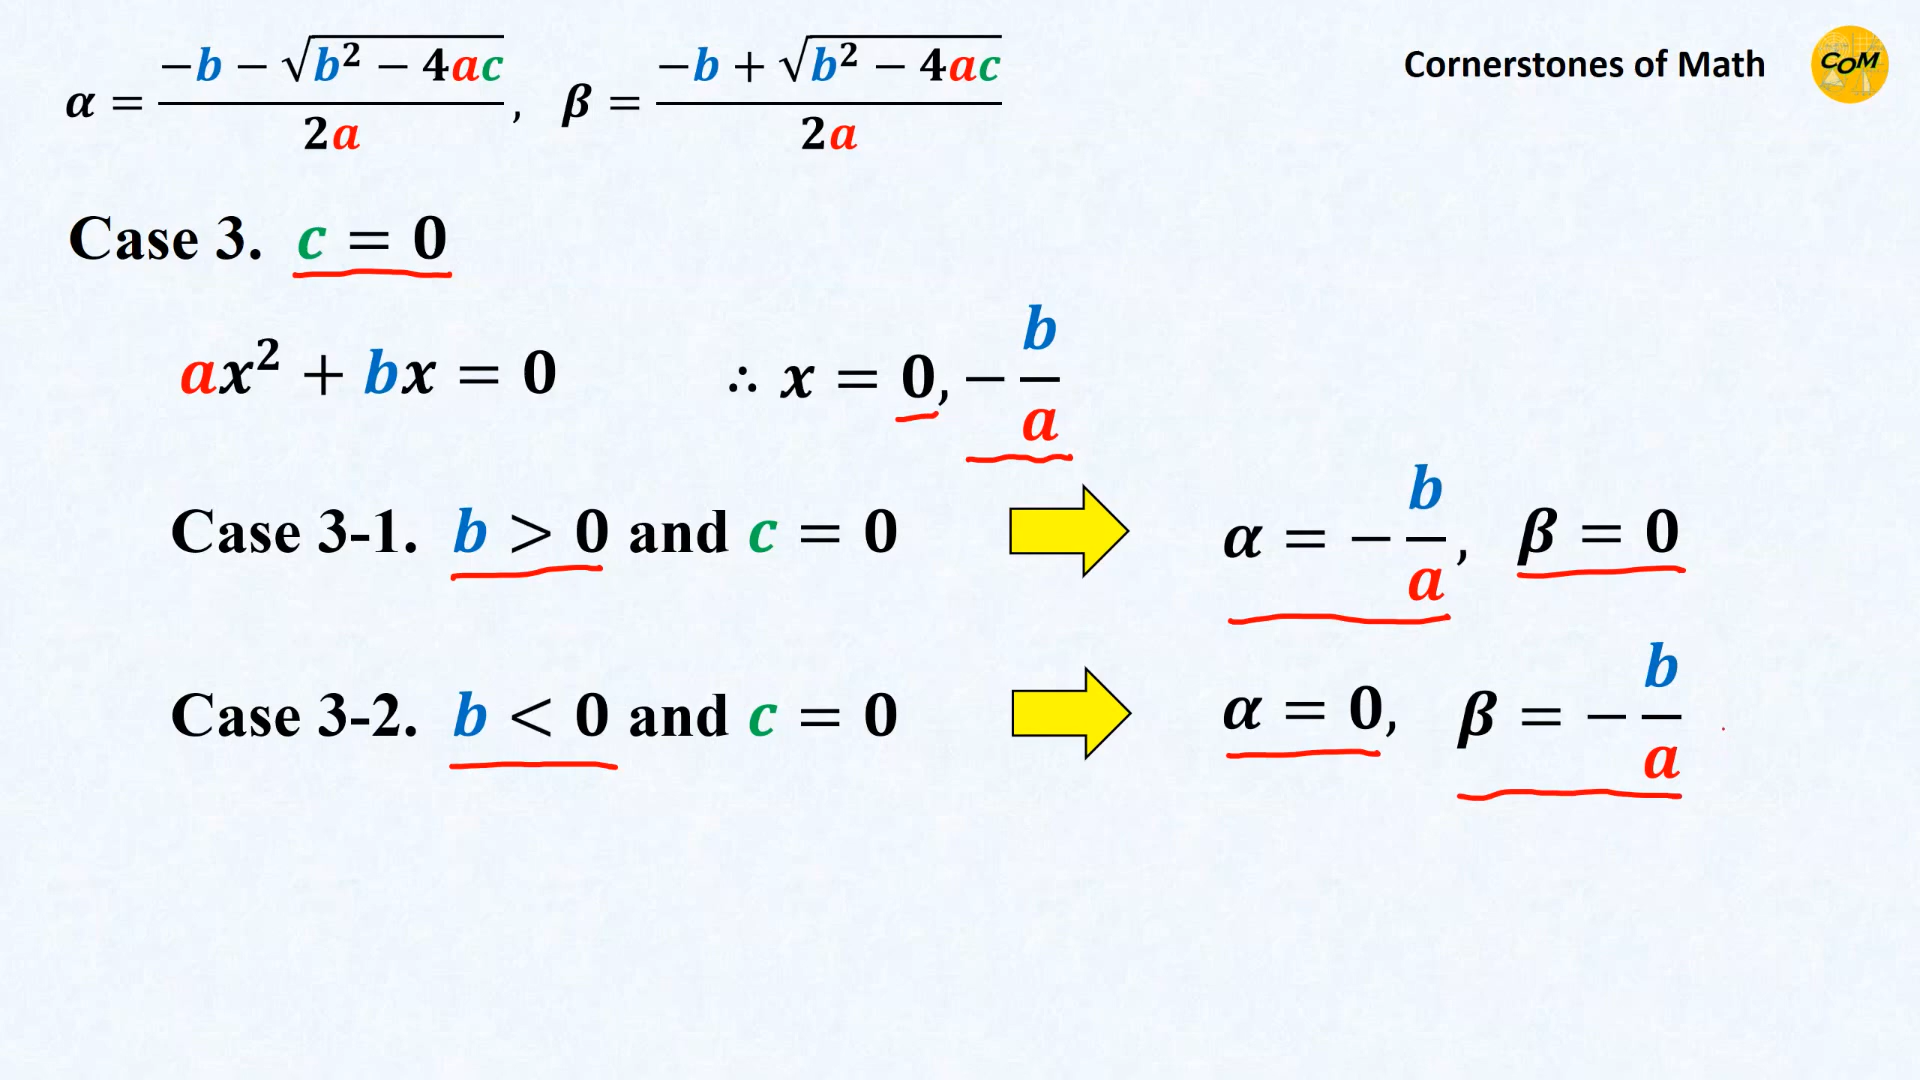 α = (−b − √(b² − 4ac)) / 2a , β = (−b + √(b² − 4ac)) / 2a
Cornerstones of Math
COM
Case 3. c = 0
ax² + bx = 0 ∴ x = 0, −b/a
Case 3-1. b > 0 and c = 0 α = −b/a, β = 0
Case 3-2. b < 0 and c = 0 α = 0, β = −b/a